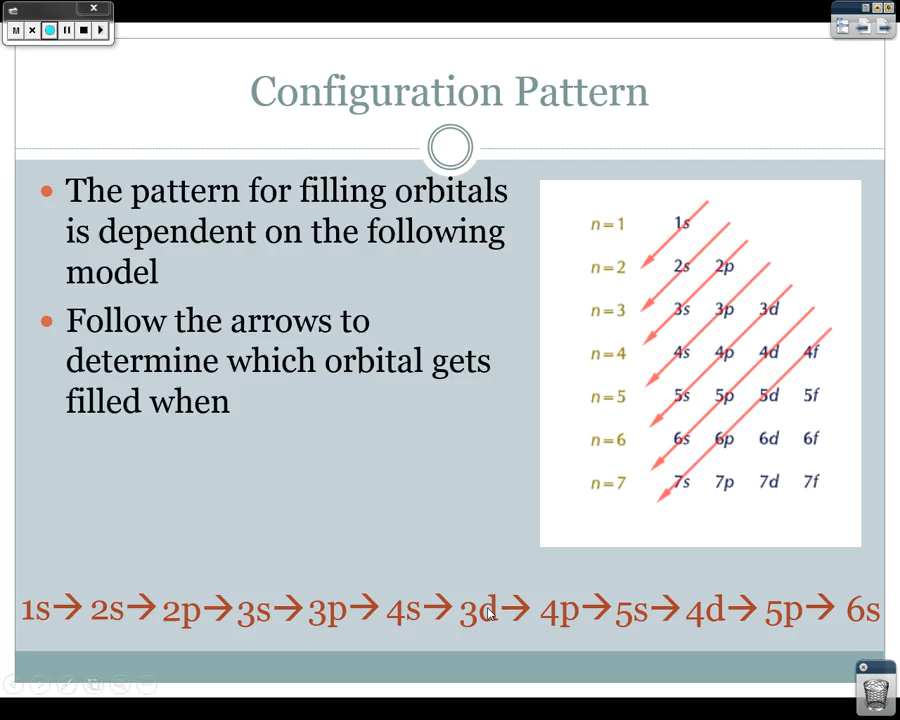 M
Configuration Pattern
• The pattern for filling orbitals
is dependent on the following
model
• Follow the arrows to
determine which orbital gets
filled when
n=1 1s
n=2 2s 2p
n=3 3s 3p 3d
n=4 4s 4p 4d 4f
n=5 5s 5p 5d 5f
n=6 6s 6p 6d 6f
n=7 7s 7p 7d 7f
1s→ 2s→ 2p→3s→3p→ 4s→3d→ 4p→5s→4d→ 5p→ 6s